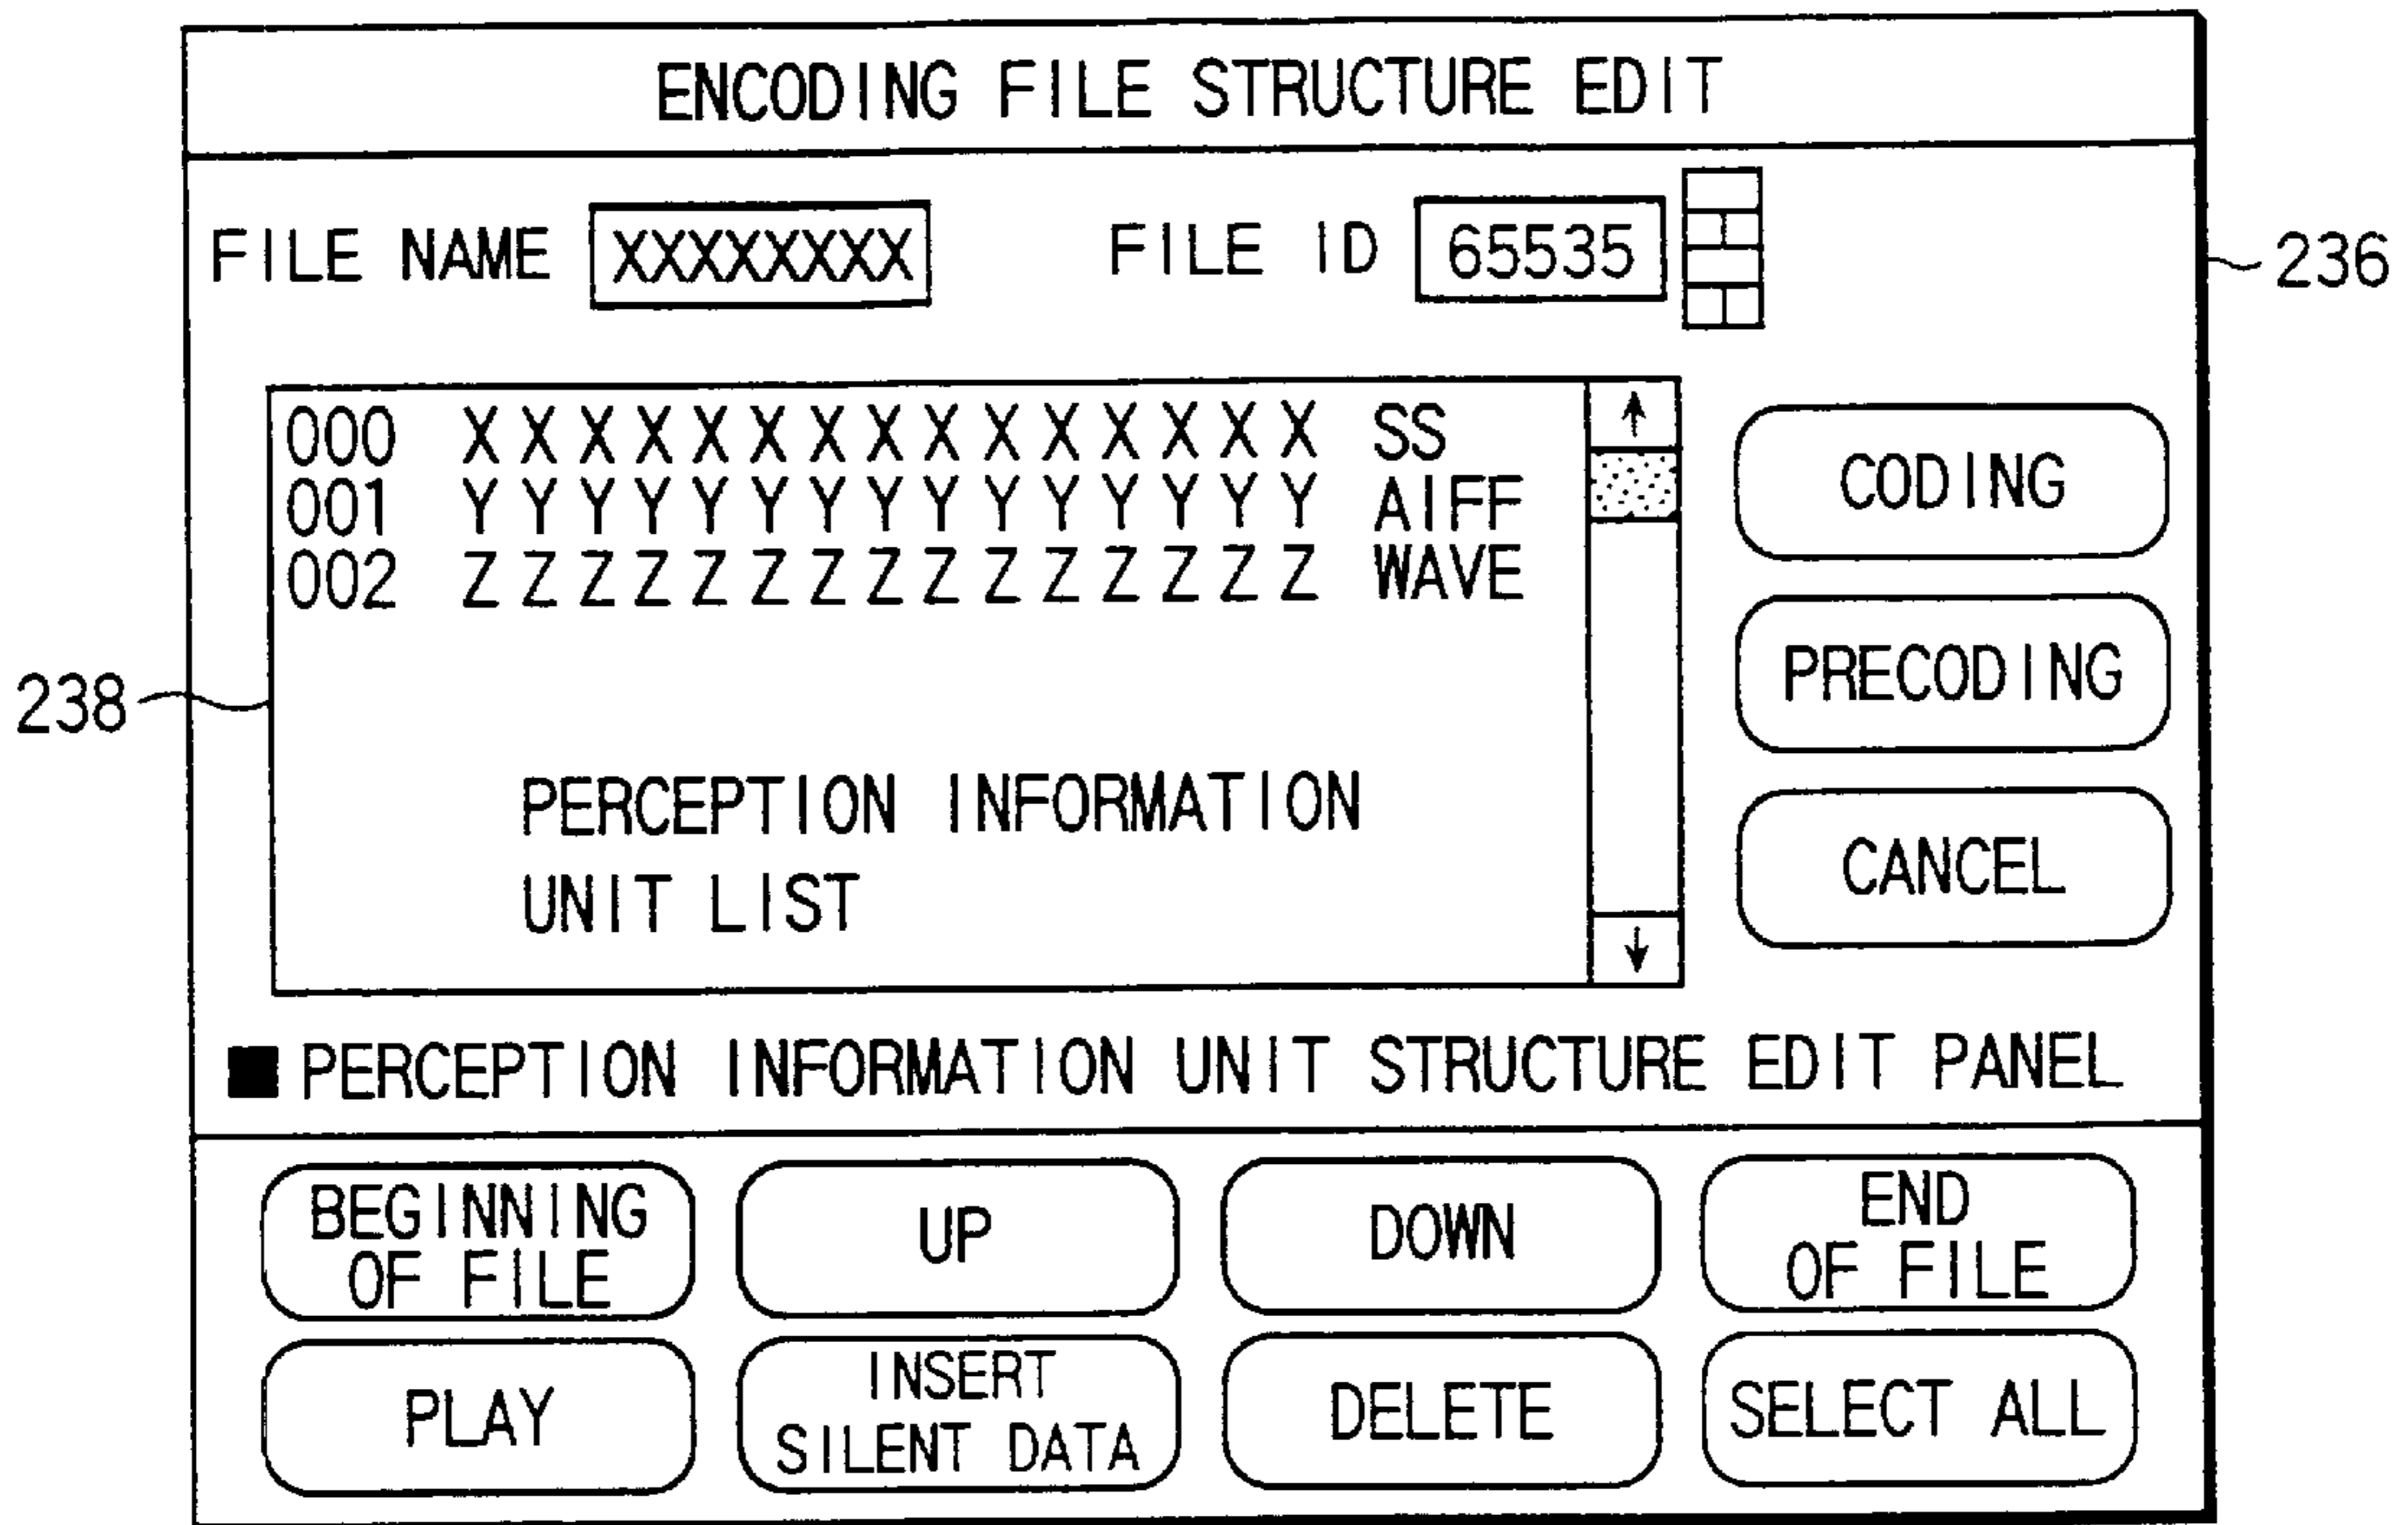 ENCODING FILE STRUCTURE EDIT
FILE NAME XXXXXXXX FILE ID 65535
236
000 XXXXXXXXXXXXXXX SS
001 YYYYYYYYYYYYYYY AIFF
002 ZZZZZZZZZZZZZZZ WAVE
CODING
PRECODING
238
PERCEPTION INFORMATION
UNIT LIST
CANCEL
■ PERCEPTION INFORMATION UNIT STRUCTURE EDIT PANEL
BEGINNING
OF FILE
UP
DOWN
END
OF FILE
PLAY
INSERT
SILENT DATA
DELETE
SELECT ALL